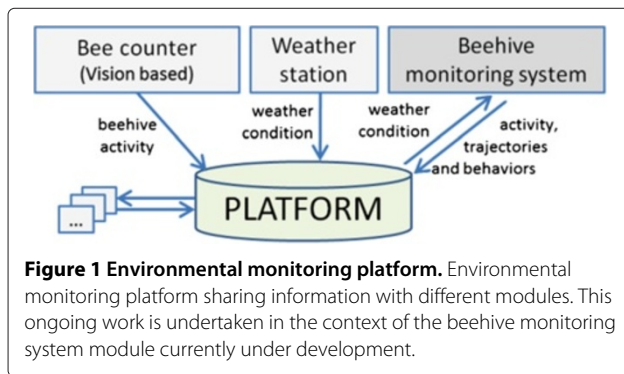 Bee counter
(Vision based)
Weather
station
Beehive
monitoring system
beehive
activity
weather
condition
weather
condition
activity,
trajectories
and behaviors
PLATFORM
...
Figure 1 Environmental monitoring platform. Environmental
monitoring platform sharing information with different modules. This
ongoing work is undertaken in the context of the beehive monitoring
system module currently under development.